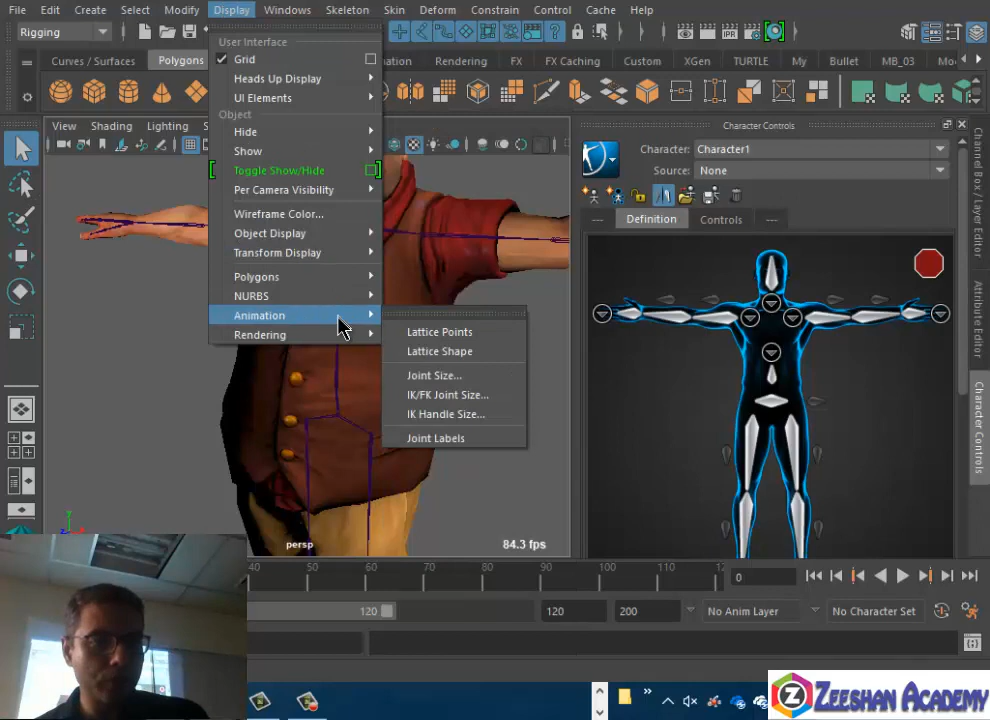 File Edit Create Select Modify Display Windows Skeleton Skin Deform Constrain Control Cache Help
Rigging
Curves / Surfaces Polygons Rendering FX FX Caching Custom XGen TURTLE My Bullet MB_03
IPR
View Shading Lighting
User Interface
Grid
Heads Up Display
UI Elements
Object
Hide
Show
Toggle Show/Hide
Per Camera Visibility
Wireframe Color...
Object Display
Transform Display
Polygons
NURBS
Animation
Rendering
Lattice Points
Lattice Shape
Joint Size...
IK/FK Joint Size...
IK Handle Size...
Joint Labels
persp
84.3 fps
Character Controls
Character: Character1
Source: None
--- Definition Controls ---
Channel Box / Layer Editor
Attribute Editor
Character Controls
40 50 60 70 80 90 100 110 0
120 120 200 No Anim Layer No Character Set
ZEESHAN ACADEMY